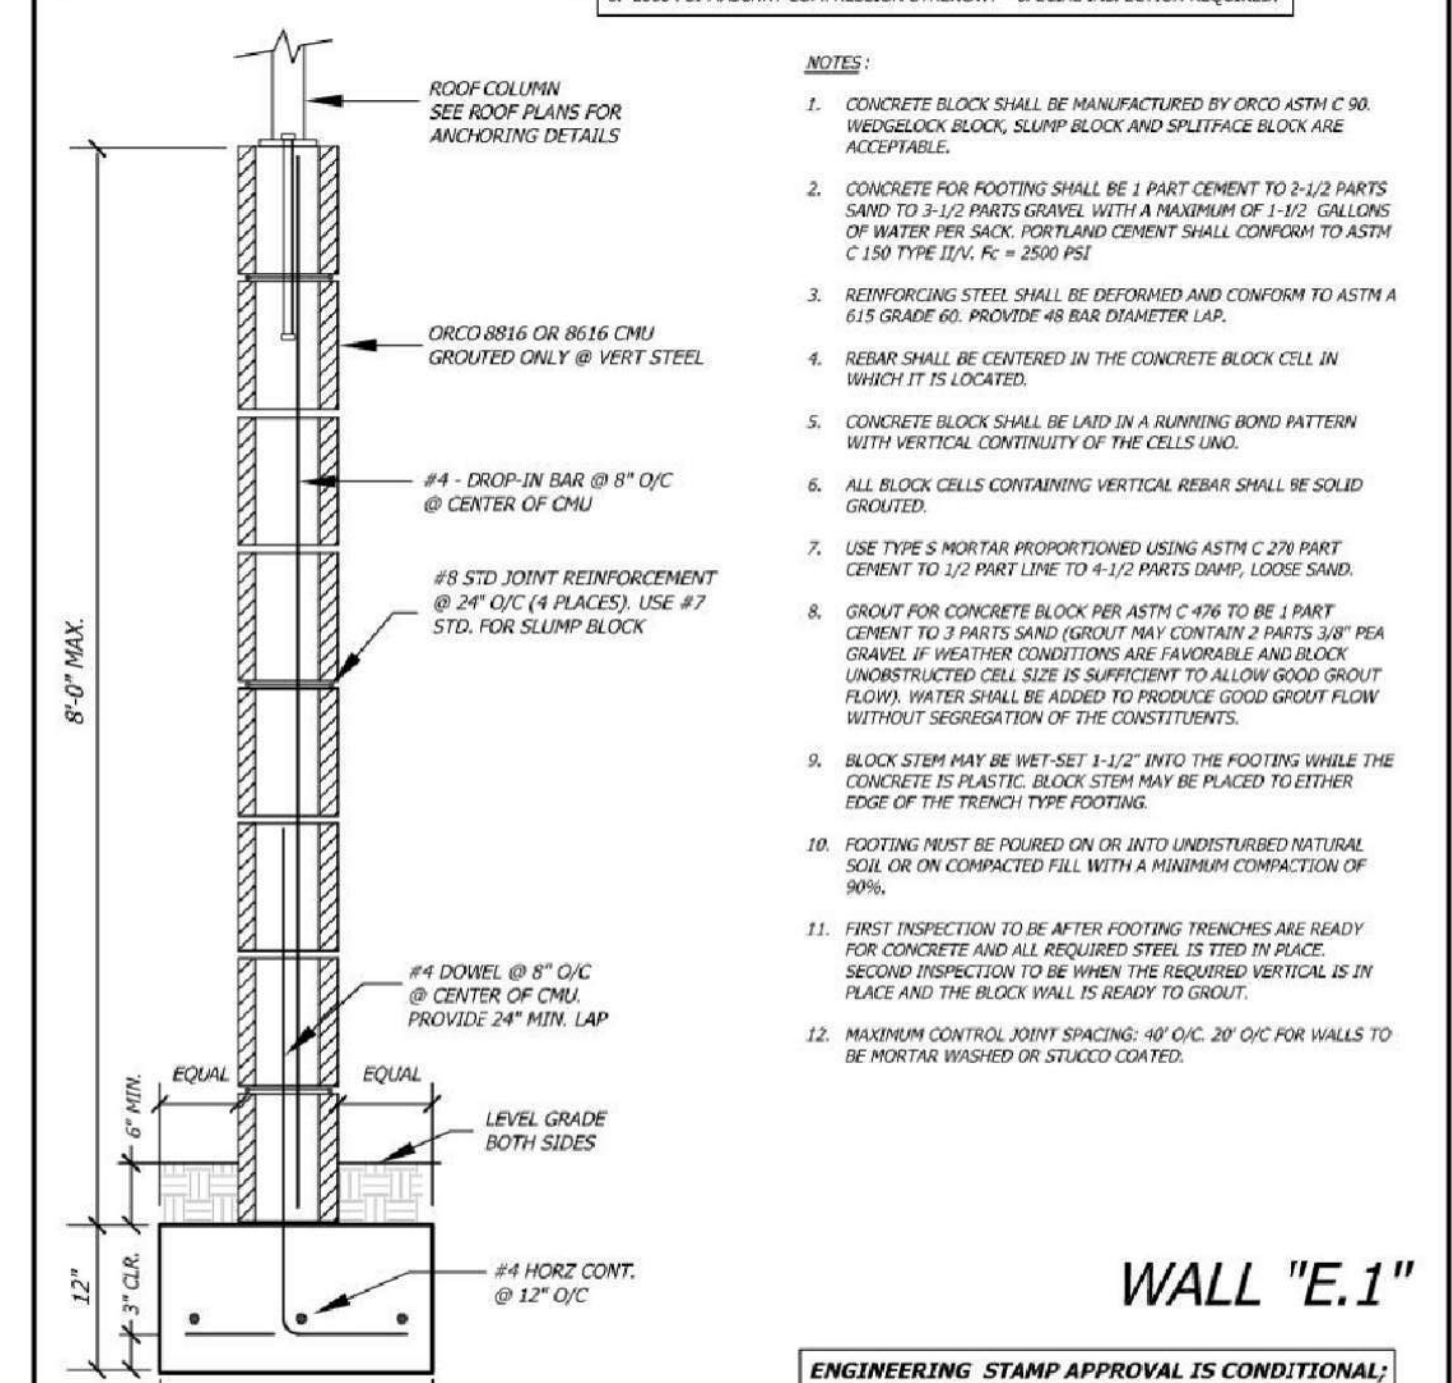 NOTES:
ROOF COLUMN
SEE ROOF PLANS FOR
ANCHORING DETAILS
ORCO 8816 OR 8616 CMU
GROUTED ONLY @ VERT STEEL
#4 - DROP-IN BAR @ 8" O/C
@ CENTER OF CMU
#8 STD JOINT REINFORCEMENT
@ 24" O/C (4 PLACES). USE #7
STD. FOR SLUMP BLOCK
8'-0" MAX.
#4 DOWEL @ 8" O/C
@ CENTER OF CMU.
PROVIDE 24" MIN. LAP
EQUAL
EQUAL
6" MIN.
LEVEL GRADE
BOTH SIDES
12"
3" CLR.
#4 HORZ CONT.
@ 12" O/C
1. CONCRETE BLOCK SHALL BE MANUFACTURED BY ORCO ASTM C 90.
WEDGELOCK BLOCK, SLUMP BLOCK AND SPLITFACE BLOCK ARE
ACCEPTABLE.
2. CONCRETE FOR FOOTING SHALL BE 1 PART CEMENT TO 2-1/2 PARTS
SAND TO 3-1/2 PARTS GRAVEL WITH A MAXIMUM OF 1-1/2 GALLONS
OF WATER PER SACK. PORTLAND CEMENT SHALL CONFORM TO ASTM
C 150 TYPE II/V. Fc = 2500 PSI
3. REINFORCING STEEL SHALL BE DEFORMED AND CONFORM TO ASTM A
615 GRADE 60. PROVIDE 48 BAR DIAMETER LAP.
4. REBAR SHALL BE CENTERED IN THE CONCRETE BLOCK CELL IN
WHICH IT IS LOCATED.
5. CONCRETE BLOCK SHALL BE LAID IN A RUNNING BOND PATTERN
WITH VERTICAL CONTINUITY OF THE CELLS UNO.
6. ALL BLOCK CELLS CONTAINING VERTICAL REBAR SHALL BE SOLID
GROUTED.
7. USE TYPE S MORTAR PROPORTIONED USING ASTM C 270 PART
CEMENT TO 1/2 PART LIME TO 4-1/2 PARTS DAMP, LOOSE SAND.
8. GROUT FOR CONCRETE BLOCK PER ASTM C 476 TO BE 1 PART
CEMENT TO 3 PARTS SAND (GROUT MAY CONTAIN 2 PARTS 3/8" PEA
GRAVEL IF WEATHER CONDITIONS ARE FAVORABLE AND BLOCK
UNOBSTRUCTED CELL SIZE IS SUFFICIENT TO ALLOW GOOD GROUT
FLOW). WATER SHALL BE ADDED TO PRODUCE GOOD GROUT FLOW
WITHOUT SEGREGATION OF THE CONSTITUENTS.
9. BLOCK STEM MAY BE WET-SET 1-1/2" INTO THE FOOTING WHILE THE
CONCRETE IS PLASTIC. BLOCK STEM MAY BE PLACED TO EITHER
EDGE OF THE TRENCH TYPE FOOTING.
10. FOOTING MUST BE POURED ON OR INTO UNDISTURBED NATURAL
SOIL OR ON COMPACTED FILL WITH A MINIMUM COMPACTION OF
90%.
11. FIRST INSPECTION TO BE AFTER FOOTING TRENCHES ARE READY
FOR CONCRETE AND ALL REQUIRED STEEL IS TIED IN PLACE.
SECOND INSPECTION TO BE WHEN THE REQUIRED VERTICAL IS IN
PLACE AND THE BLOCK WALL IS READY TO GROUT.
12. MAXIMUM CONTROL JOINT SPACING: 40' O/C. 20' O/C FOR WALLS TO
BE MORTAR WASHED OR STUCCO COATED.
WALL "E.1"
ENGINEERING STAMP APPROVAL IS CONDITIONAL;